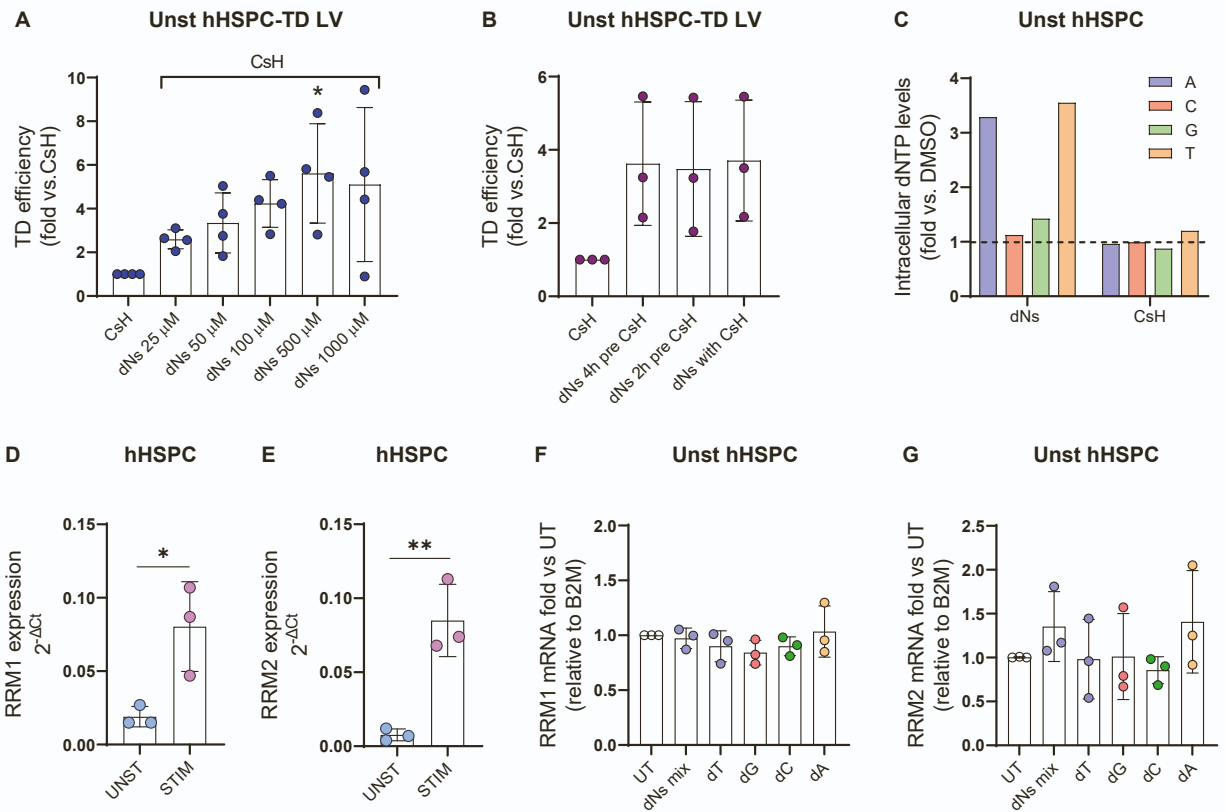 A
Unst hHSPC-TD LV
CsH
TD efficiency
(fold vs.CsH)
10
8
6
4
2
0
*
CsH
dNs 25 μM
dNs 50 μM
dNs 100 μM
dNs 500 μM
dNs 1000 μM
B
Unst hHSPC-TD LV
TD efficiency
(fold vs.CsH)
6
4
2
0
CsH
dNs 4h pre CsH
dNs 2h pre CsH
dNs with CsH
C
Unst hHSPC
Intracellular dNTP levels
(fold vs. DMSO)
4
3
2
1
0
A
C
G
T
dNs
CsH
D
hHSPC
RRM1 expression
2^-ΔCt
0.15
0.10
0.05
0.00
*
UNST
STIM
E
hHSPC
RRM2 expression
2^-ΔCt
0.15
0.10
0.05
0.00
**
UNST
STIM
F
Unst hHSPC
RRM1 mRNA fold vs UT
(relative to B2M)
2.0
1.5
1.0
0.5
0.0
UT
dNs mix
dT
dG
dC
dA
G
Unst hHSPC
RRM2 mRNA fold vs UT
(relative to B2M)
2.5
2.0
1.5
1.0
0.5
0.0
UT
dNs mix
dT
dG
dC
dA